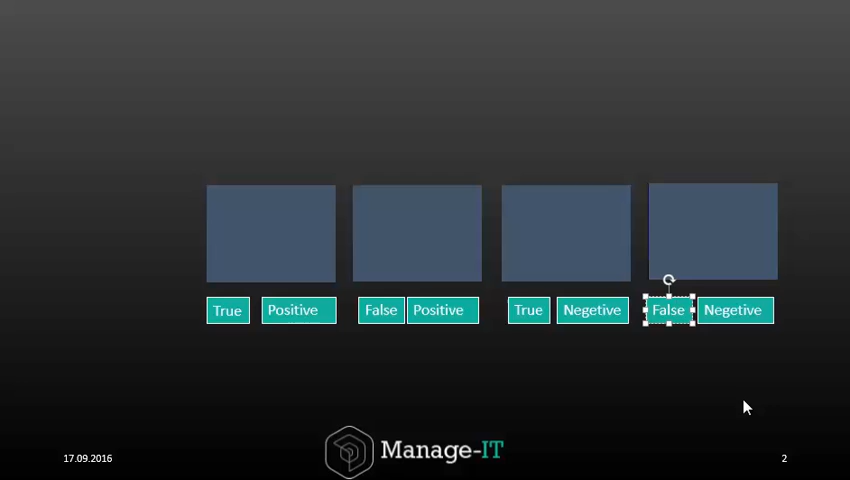 True Positive False Positive True Negetive False Negetive
17.09.2016 Manage-IT 2